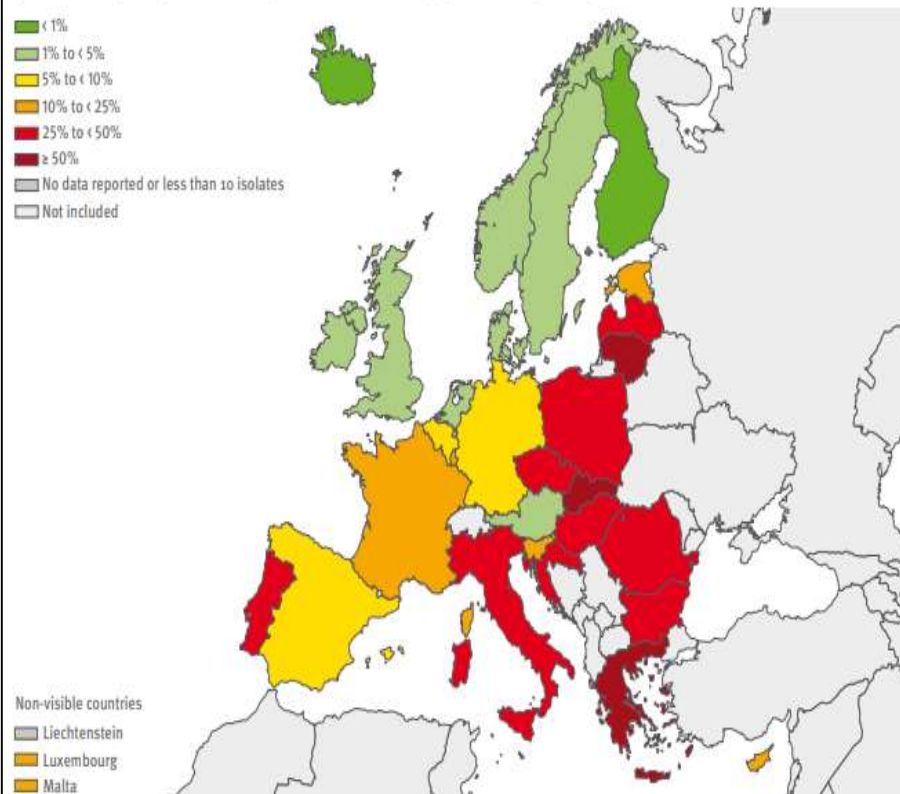 < 1%
1% to < 5%
5% to < 10%
10% to < 25%
25% to < 50%
≥ 50%
No data reported or less than 10 isolates
Not included
Non-visible countries
Liechtenstein
Luxembourg
Malta